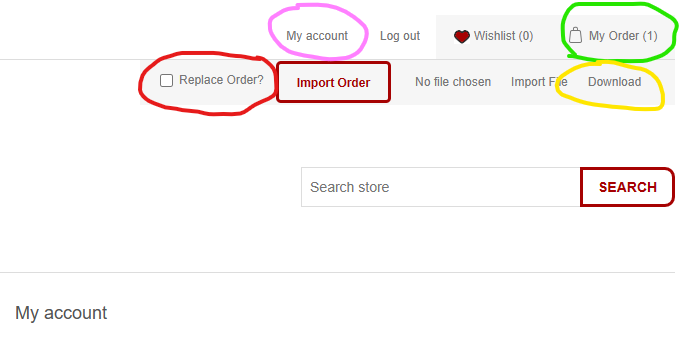 My account Log out Wishlist (0) My Order (1)
Replace Order? Import Order No file chosen Import File Download
Search store SEARCH
My account